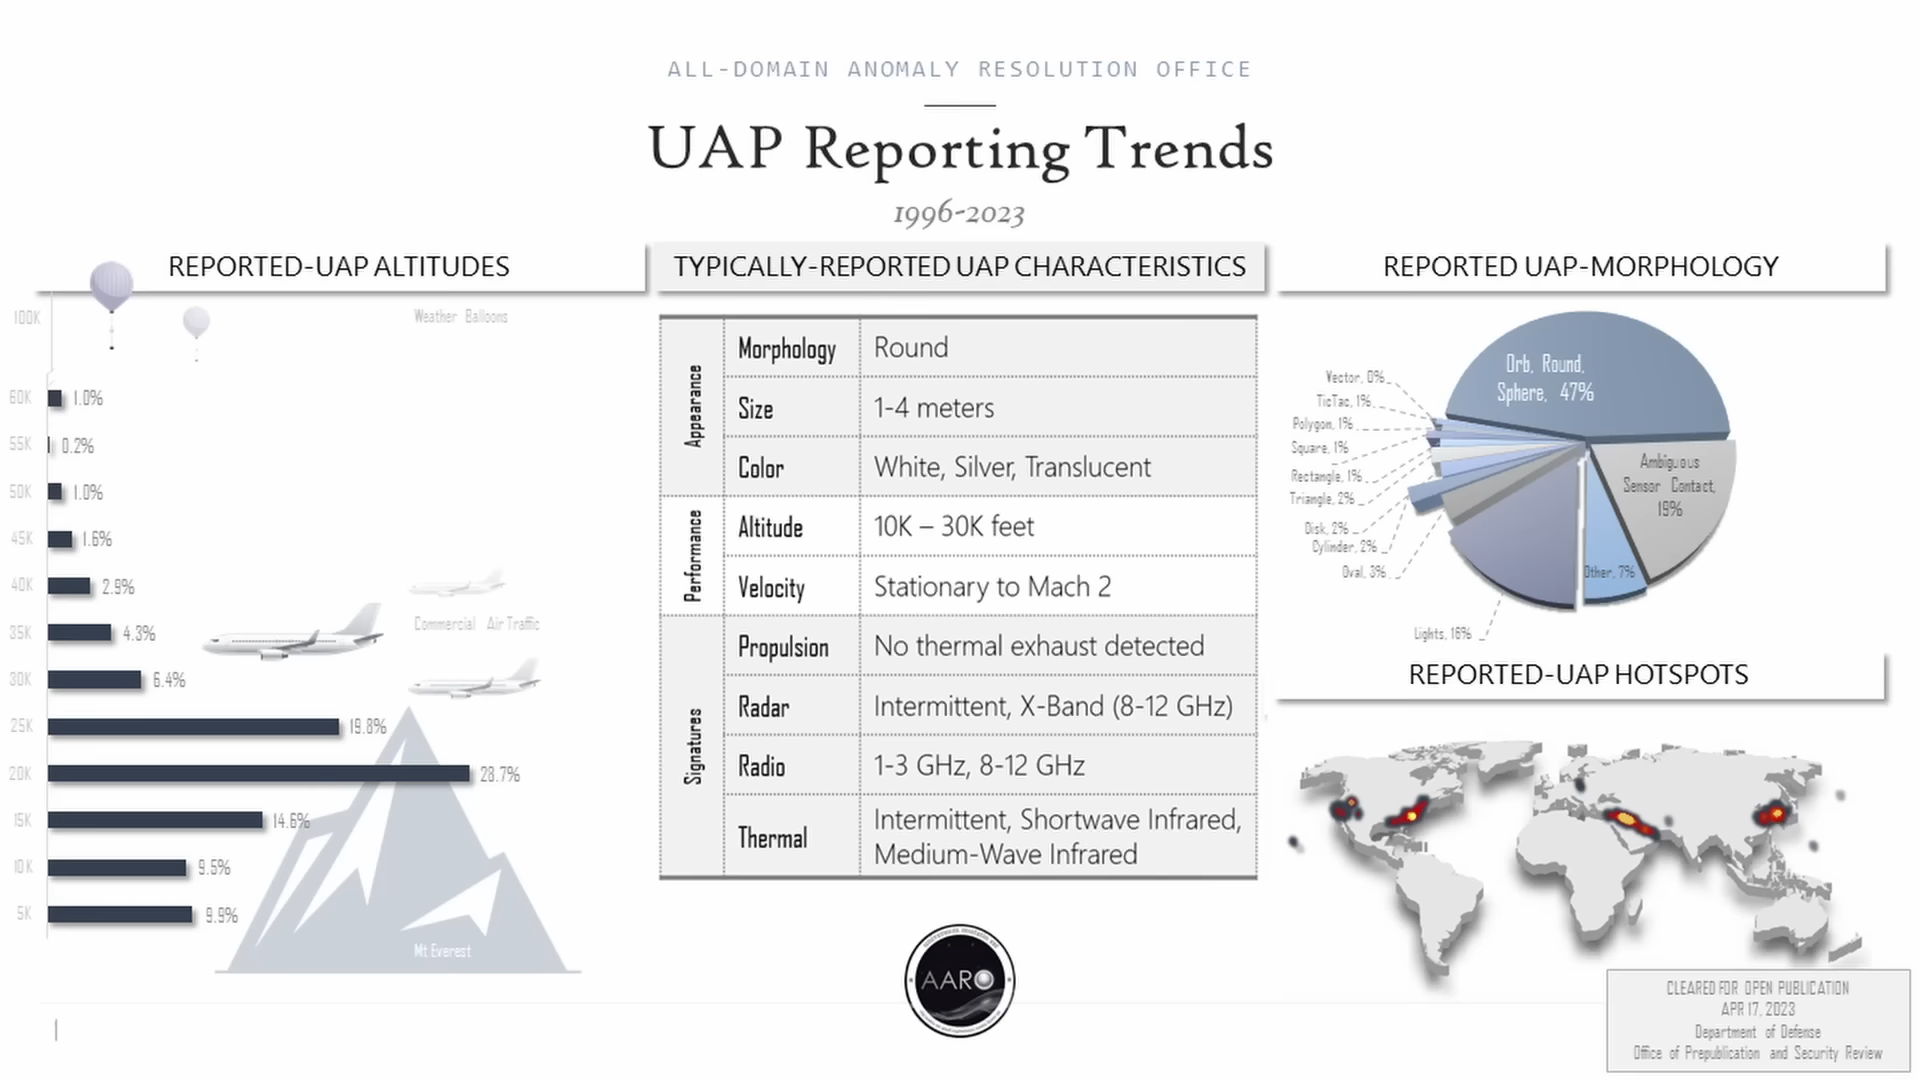 ALL-DOMAIN ANOMALY RESOLUTION OFFICE
UAP Reporting Trends
1996-2023
REPORTED-UAP ALTITUDES
100K
Weather Balloons
60K
1.0%
55K
0.2%
50K
1.0%
45K
1.6%
40K
2.9%
35K
4.3%
Commercial Air Traffic
30K
6.4%
25K
19.8%
20K
28.7%
15K
14.6%
10K
9.5%
5K
9.9%
Mt Everest
TYPICALLY-REPORTED UAP CHARACTERISTICS
Appearance
Morphology
Round
Size
1-4 meters
Color
White, Silver, Translucent
Performance
Altitude
10K – 30K feet
Velocity
Stationary to Mach 2
Signatures
Propulsion
No thermal exhaust detected
Radar
Intermittent, X-Band (8-12 GHz)
Radio
1-3 GHz, 8-12 GHz
Thermal
Intermittent, Shortwave Infrared,
Medium-Wave Infrared
AARO
REPORTED UAP-MORPHOLOGY
Orb, Round,
Sphere, 47%
Vector, 0%
TicTac, 1%
Polygon, 1%
Square, 1%
Rectangle, 1%
Triangle, 2%
Disk, 2%
Cylinder, 2%
Oval, 3%
Lights, 16%
Other, 7%
Ambiguous
Sensor Contact,
19%
REPORTED-UAP HOTSPOTS
CLEARED FOR OPEN PUBLICATION
APR 17, 2023
Department of Defense
Office of Prepublication and Security Review